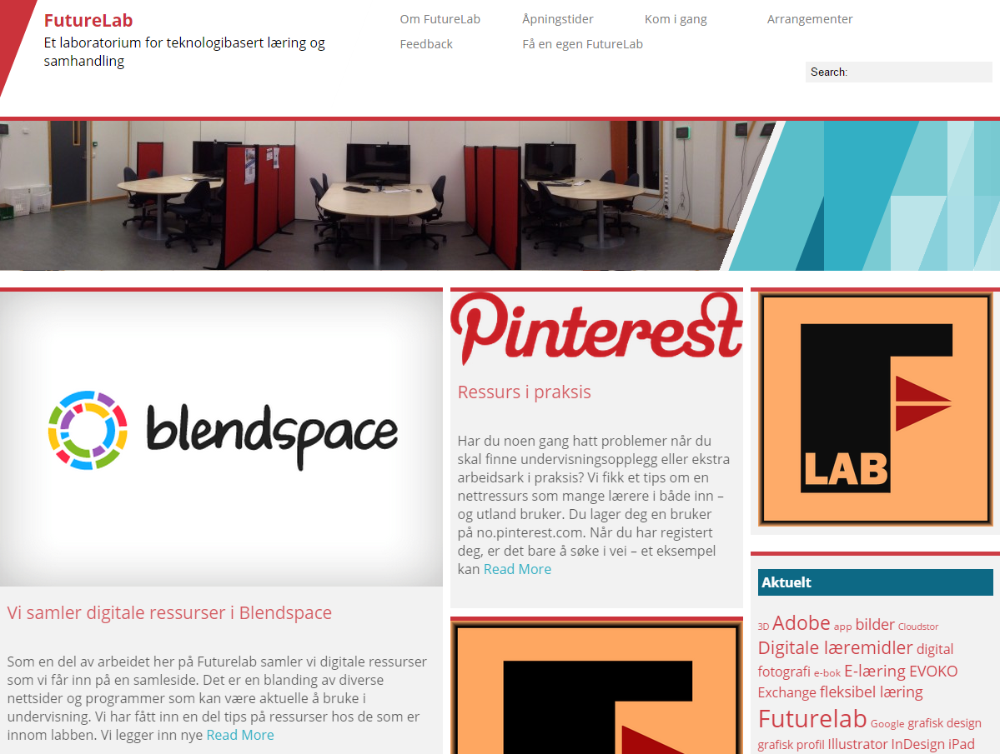 FutureLab
Et laboratorium for teknologibasert læring og
samhandling
Om FutureLab
Åpningstider
Kom i gang
Arrangementer
Feedback
Få en egen FutureLab
Search:
blendspace
Vi samler digitale ressurser i Blendspace
Som en del av arbeidet her på Futurelab samler vi digitale ressurser
som vi får inn på en samleside. Det er en blanding av diverse
nettsider og programmer som kan være aktuelle å bruke i
undervisning. Vi har fått inn en del tips på ressurser hos de som er
innom labben. Vi legger inn nye Read More
Pinterest
Ressurs i praksis
Har du noen gang hatt problemer når du
skal finne undervisningsopplegg eller ekstra
arbeidsark i praksis? Vi fikk et tips om en
nettressurs som mange lærere i både inn –
og utland bruker. Du lager deg en bruker
på no.pinterest.com. Når du har registert
deg, er det bare å søke i vei – et eksempel
kan Read More
LAB
Aktuelt
3D Adobe app bilder Cloudstor
Digitale læremidler digital
fotografi e-bok E-læring EVOKO
Exchange fleksibel læring
Futurelab Google grafisk design
grafisk profil Illustrator InDesign iPad